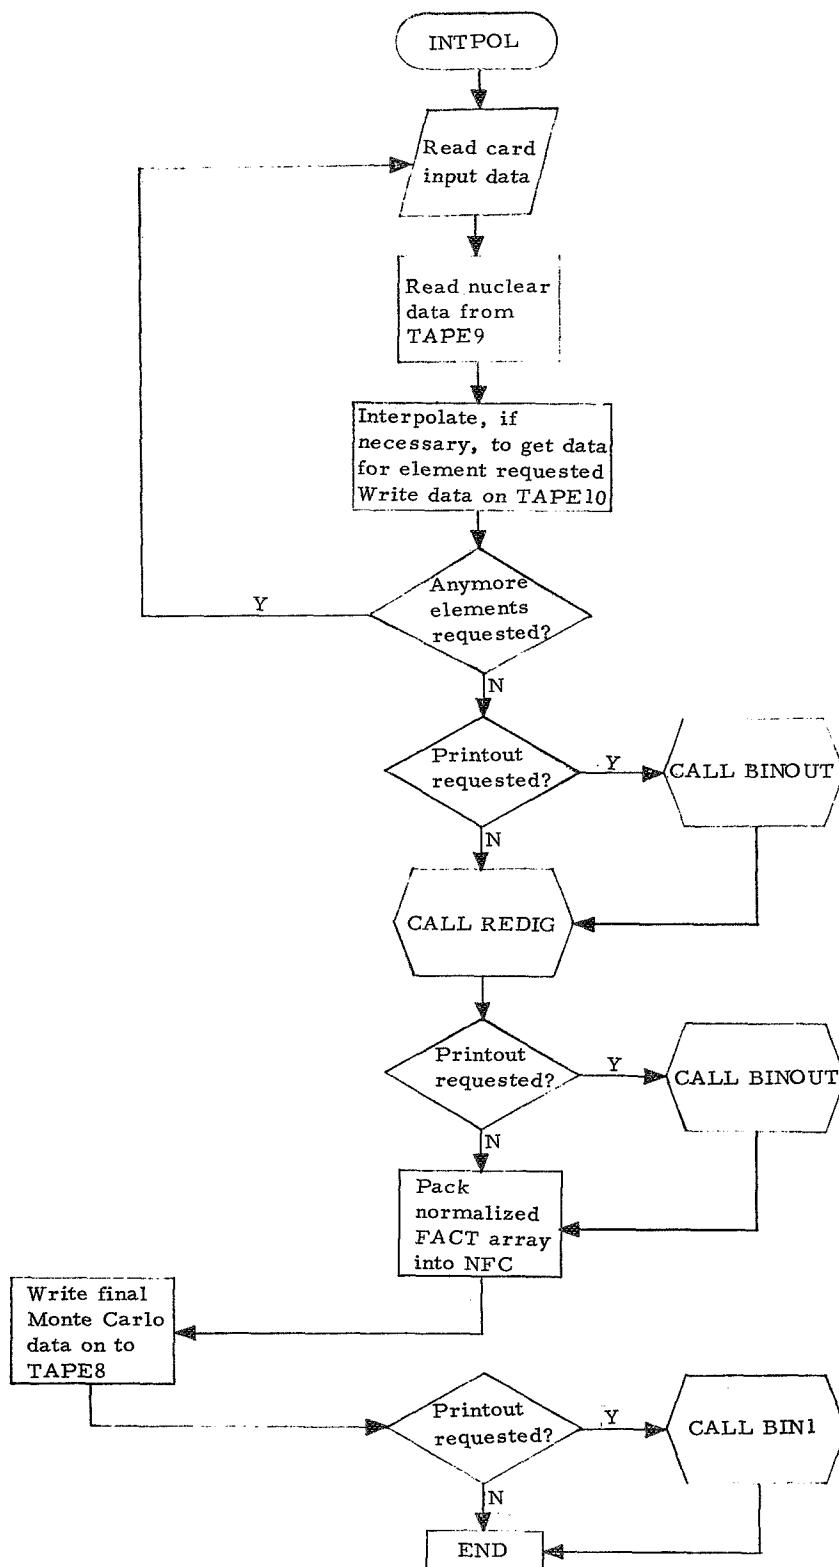 INTPOL
Read card
input data
Read nuclear
data from
TAPE9
Interpolate, if
necessary, to get data
for element requested
Write data on TAPE10
Anymore
elements
requested?
Y
N
Printout
requested?
Y
CALL BINOUT
N
CALL REDIG
Printout
requested?
Y
CALL BINOUT
N
Pack
normalized
FACT array
into NFC
Write final
Monte Carlo
data on to
TAPE8
Printout
requested?
Y
CALL BIN1
N
END